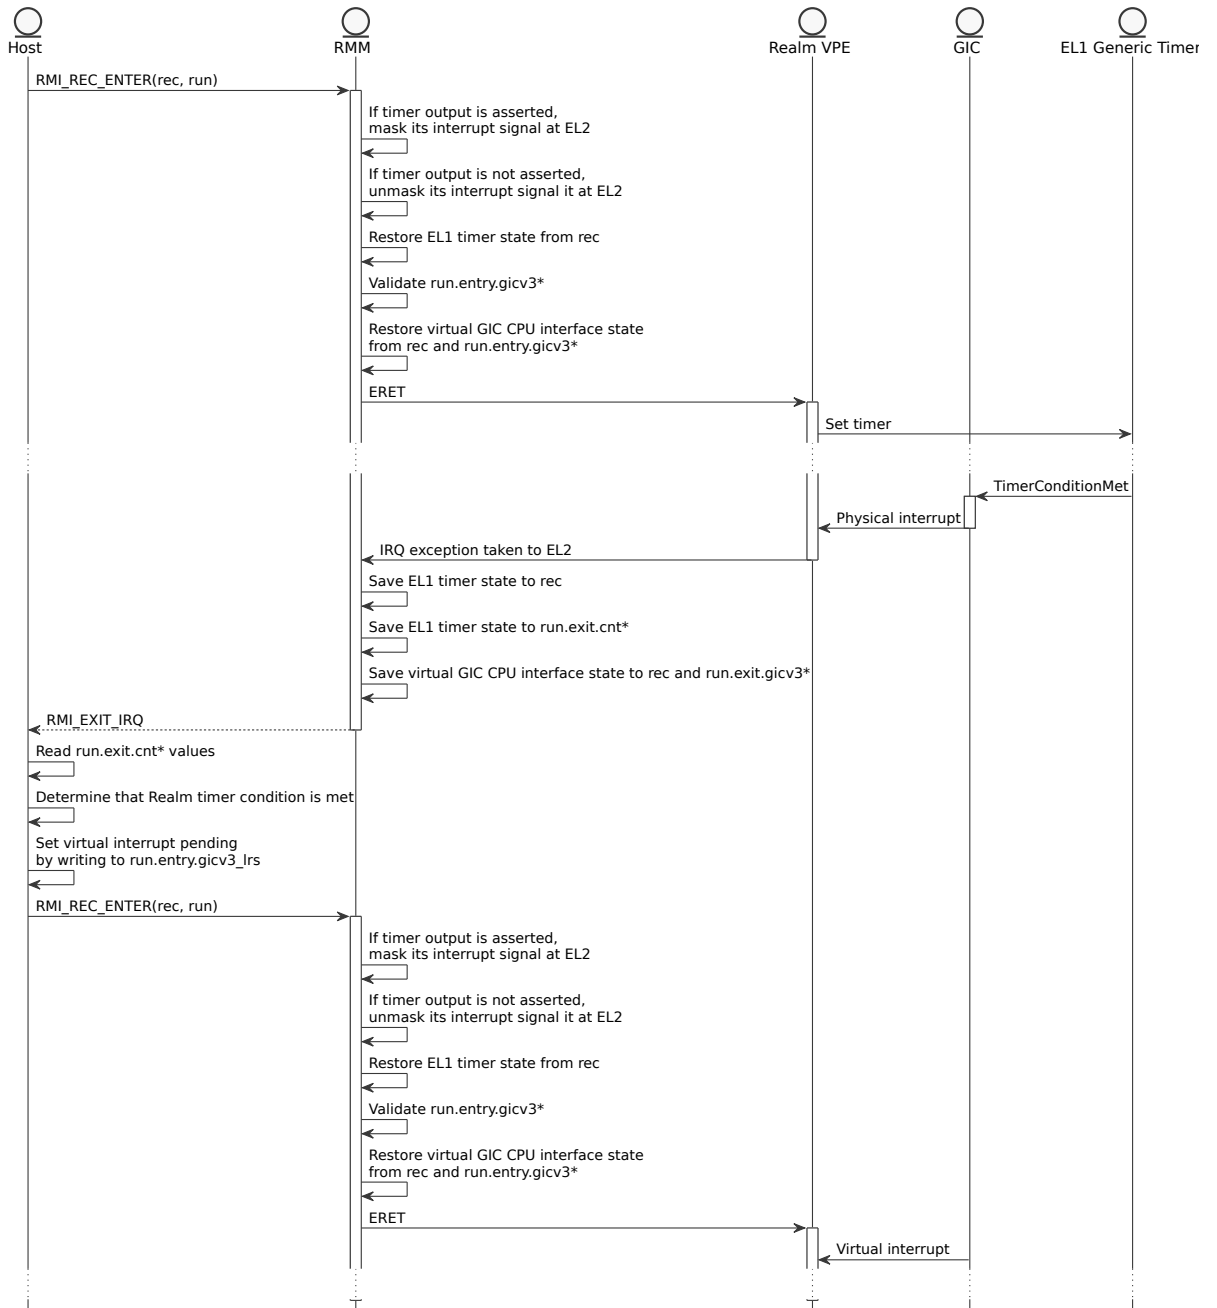 Host
RMM
Realm VPE
GIC
EL1 Generic Timer
RMI_REC_ENTER(rec, run)
If timer output is asserted,
mask its interrupt signal at EL2
If timer output is not asserted,
unmask its interrupt signal it at EL2
Restore EL1 timer state from rec
Validate run.entry.gicv3*
Restore virtual GIC CPU interface state
from rec and run.entry.gicv3*
ERET
Set timer
TimerConditionMet
Physical interrupt
IRQ exception taken to EL2
Save EL1 timer state to rec
Save EL1 timer state to run.exit.cnt*
Save virtual GIC CPU interface state to rec and run.exit.gicv3*
RMI_EXIT_IRQ
Read run.exit.cnt* values
Determine that Realm timer condition is met
Set virtual interrupt pending
by writing to run.entry.gicv3_lrs
RMI_REC_ENTER(rec, run)
If timer output is asserted,
mask its interrupt signal at EL2
If timer output is not asserted,
unmask its interrupt signal it at EL2
Restore EL1 timer state from rec
Validate run.entry.gicv3*
Restore virtual GIC CPU interface state
from rec and run.entry.gicv3*
ERET
Virtual interrupt